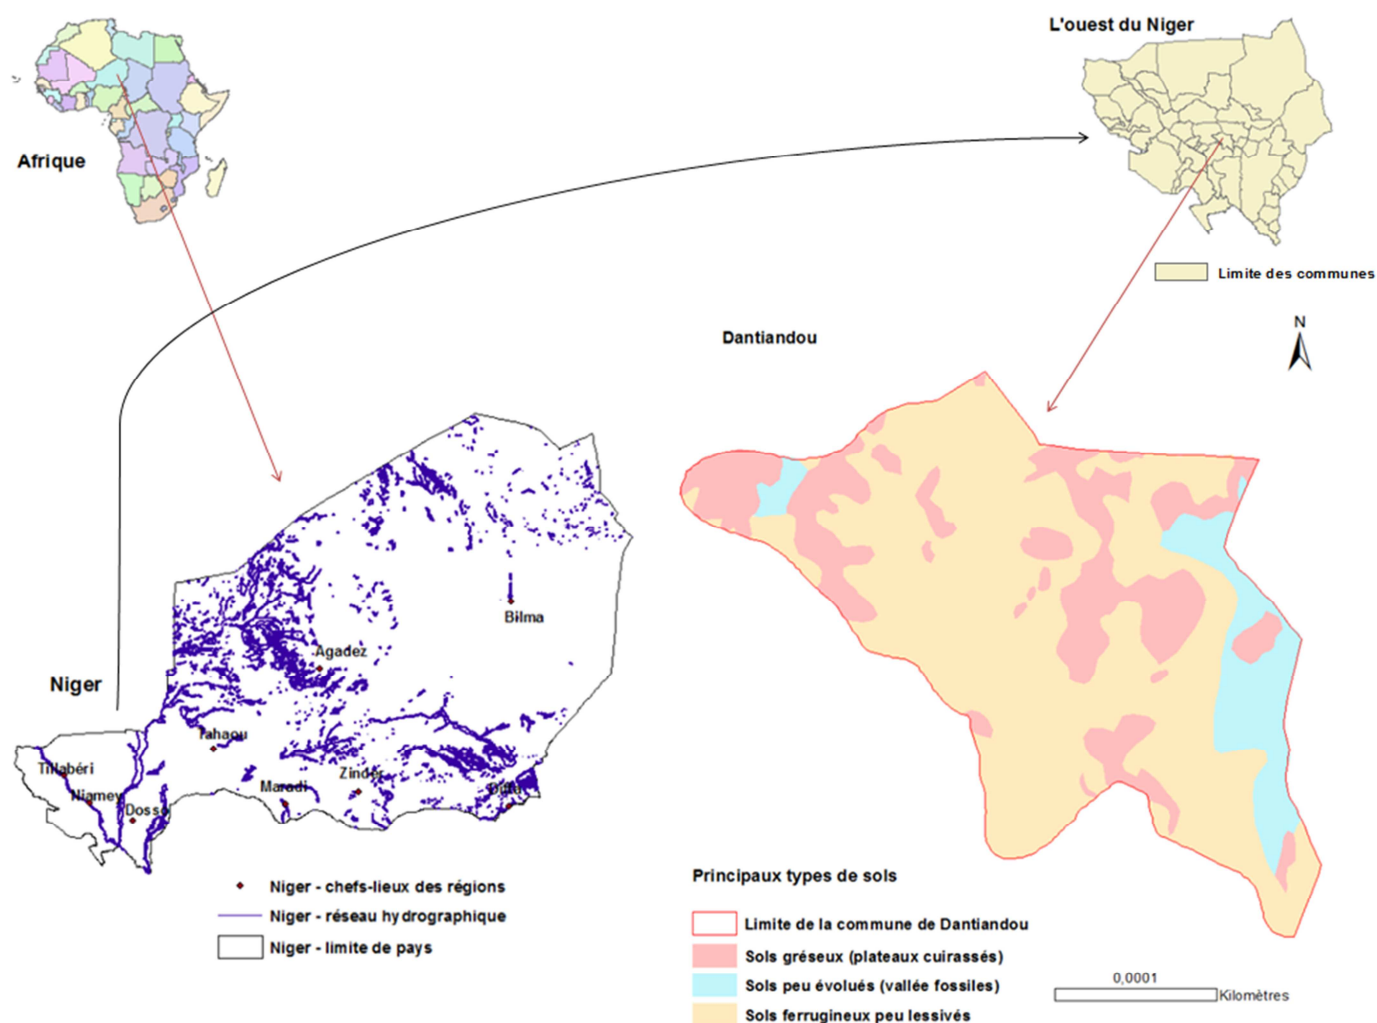 L'ouest du Niger
Afrique
Limite des communes
N
Dantiandou
Bilma
Agadez
Niger
Tahaou
Tillabéri
Zinder
Maradi
Niamey
Diffa
Dosso
Niger - chefs-lieux des régions
Niger - réseau hydrographique
Niger - limite de pays
Principaux types de sols
Limite de la commune de Dantiandou
Sols gréseux (plateaux cuirassés)
Sols peu évolués (vallée fossiles)
Sols ferrugineux peu lessivés
0,0001
Kilomètres